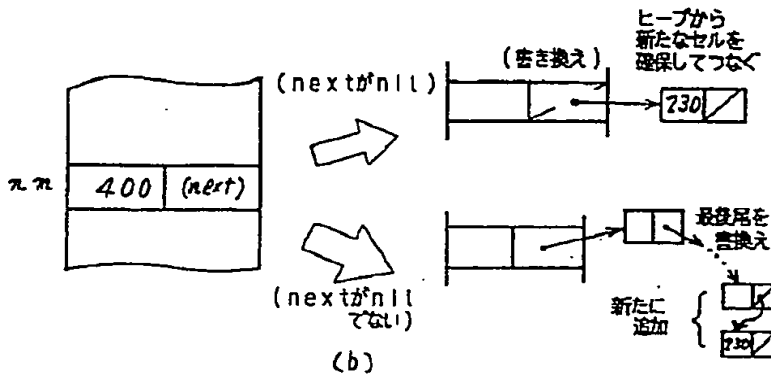 ヒープから
新たなセルを
確保してつなぐ
(書き換え)
(nextがnil)
230
nn 400 (next)
最後尾を
書換え
(nextがnil
でない)
新たに
追加
230
(b)